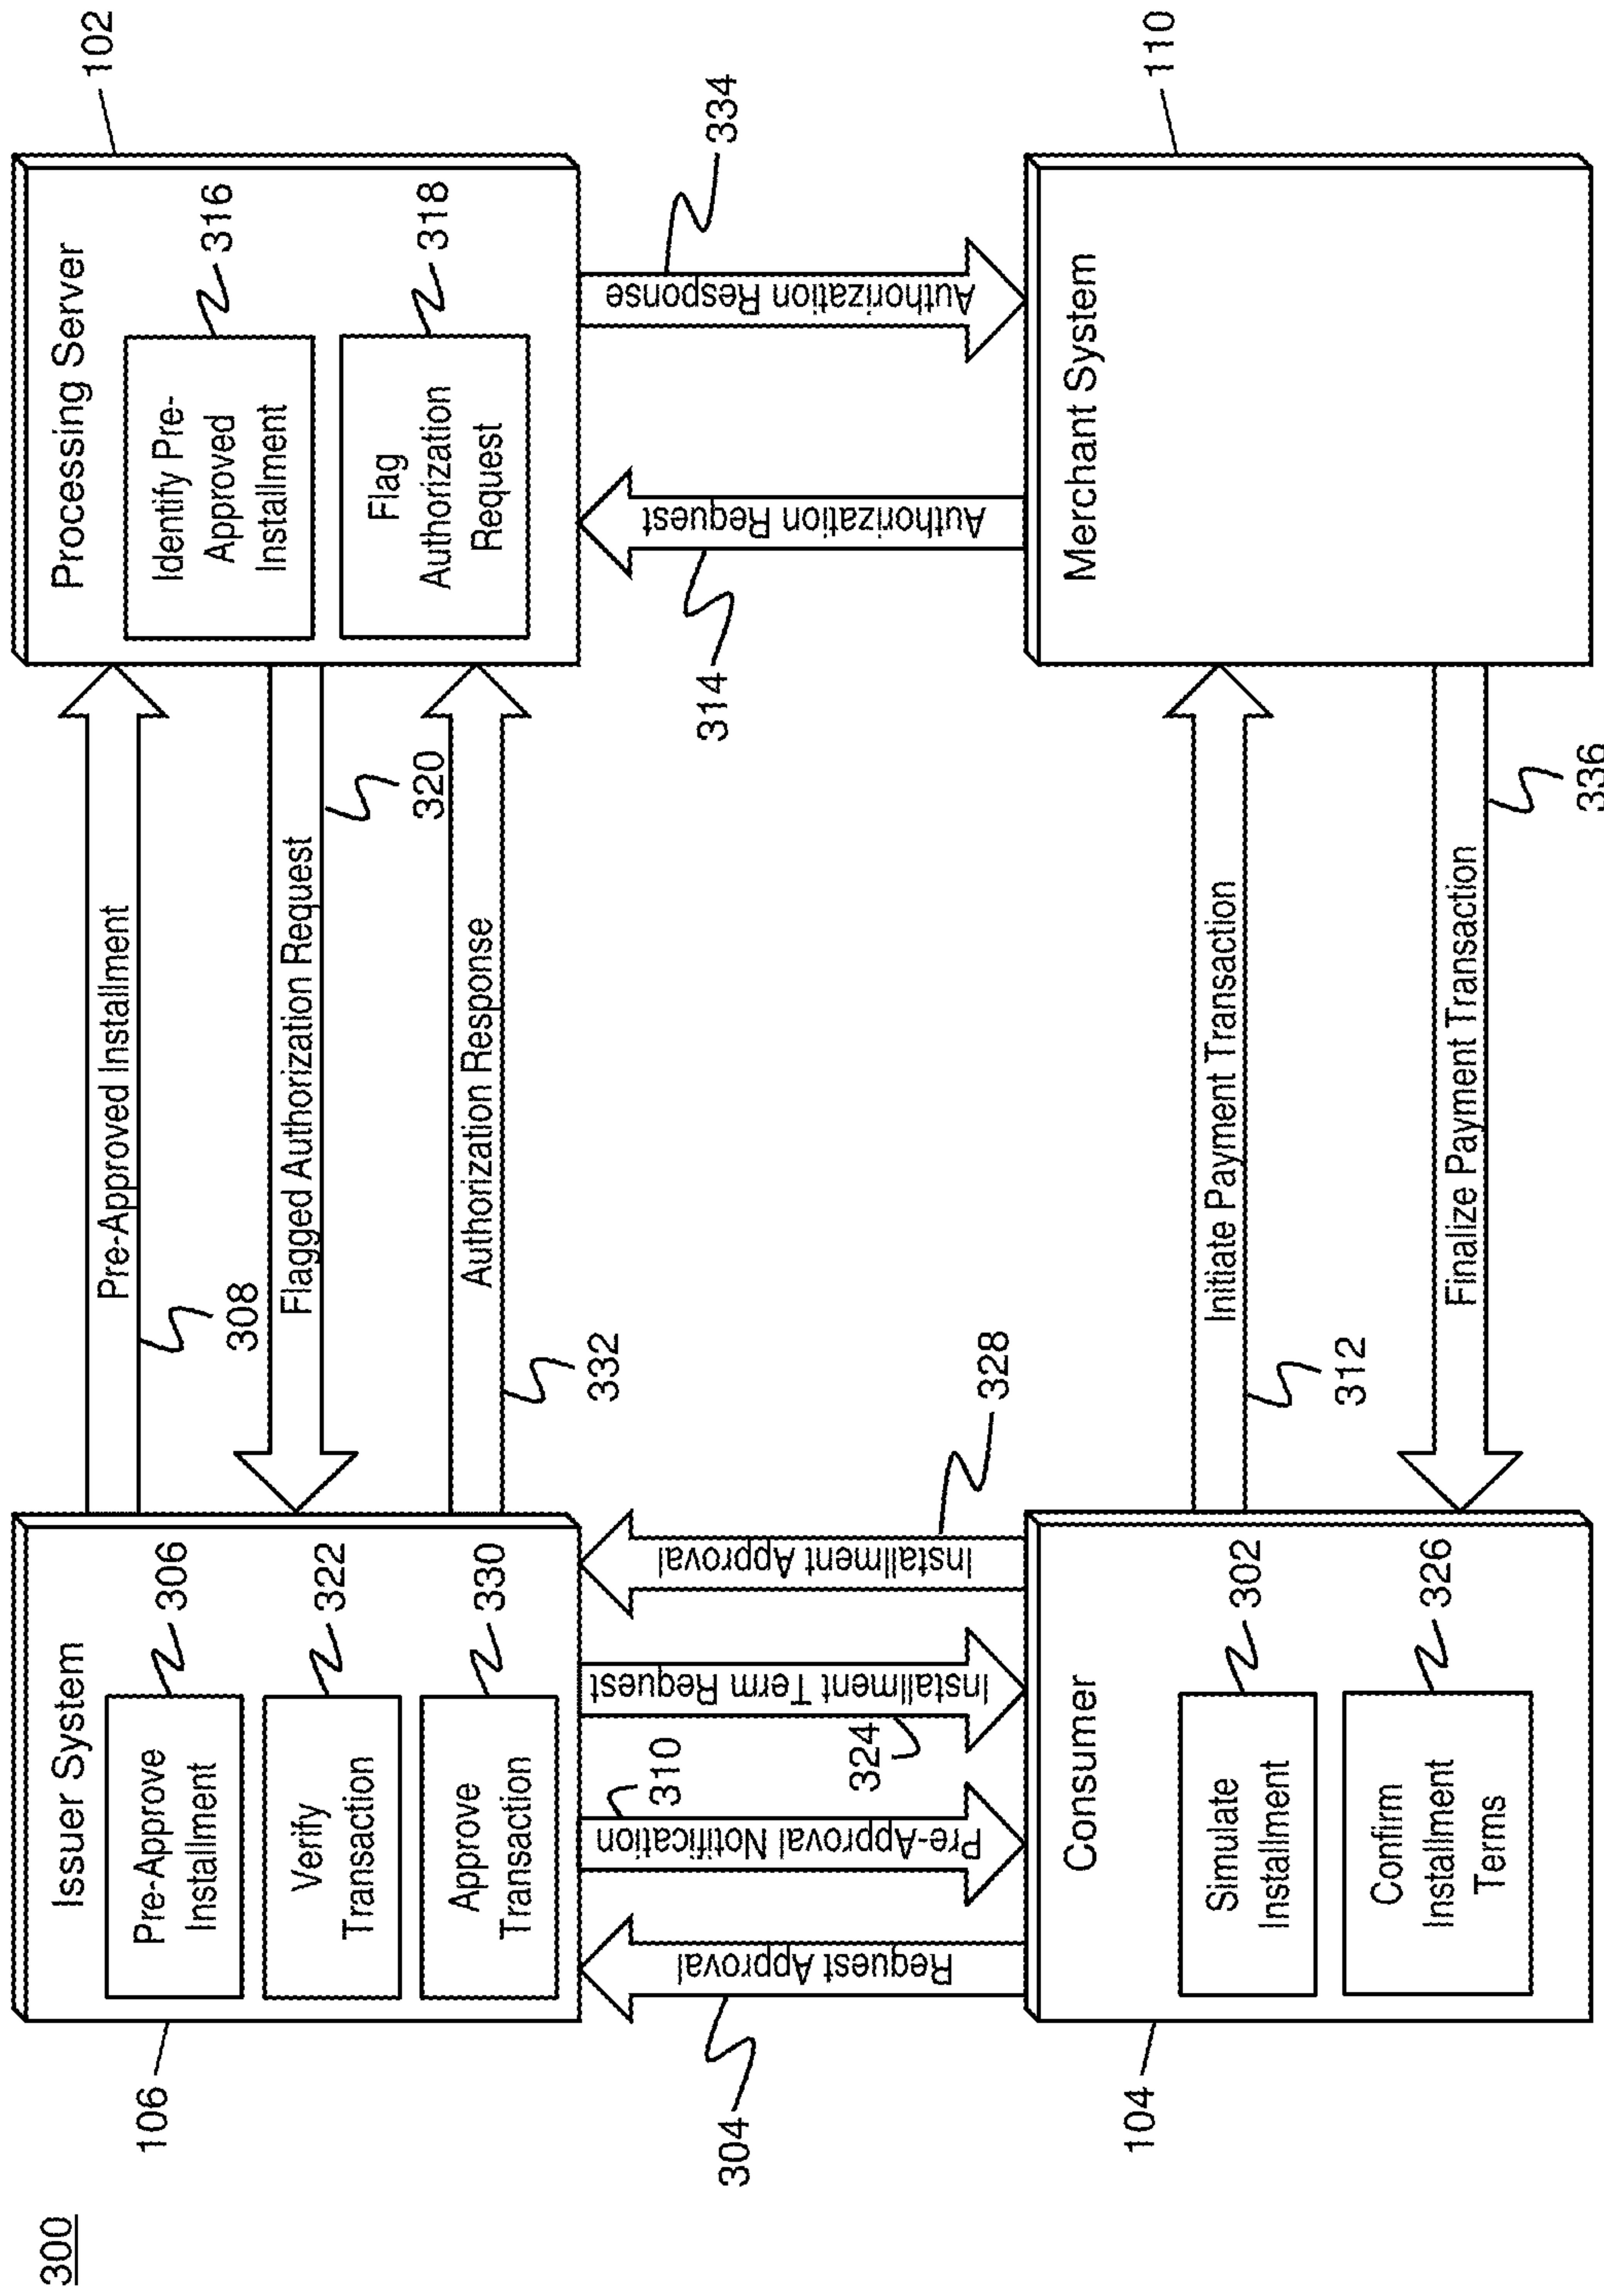 300
106
Issuer System
Pre-Approve
Installment
306
Verify
Transaction
322
Approve
Transaction
330
Pre-Approved Installment
308
Flagged Authorization Request
320
Authorization Response
332
Processing Server
102
Identify Pre-
Approved
Installment
316
Flag
Authorization
Request
318
304
Request Approval
310
Pre-Approval Notification
324
Installment Term Request
328
Installment Approval
314
Authorization Request
334
Authorization Response
104
Consumer
Simulate
Installment
302
Confirm
Installment
Terms
326
Initiate Payment Transaction
312
Finalize Payment Transaction
336
Merchant System
110